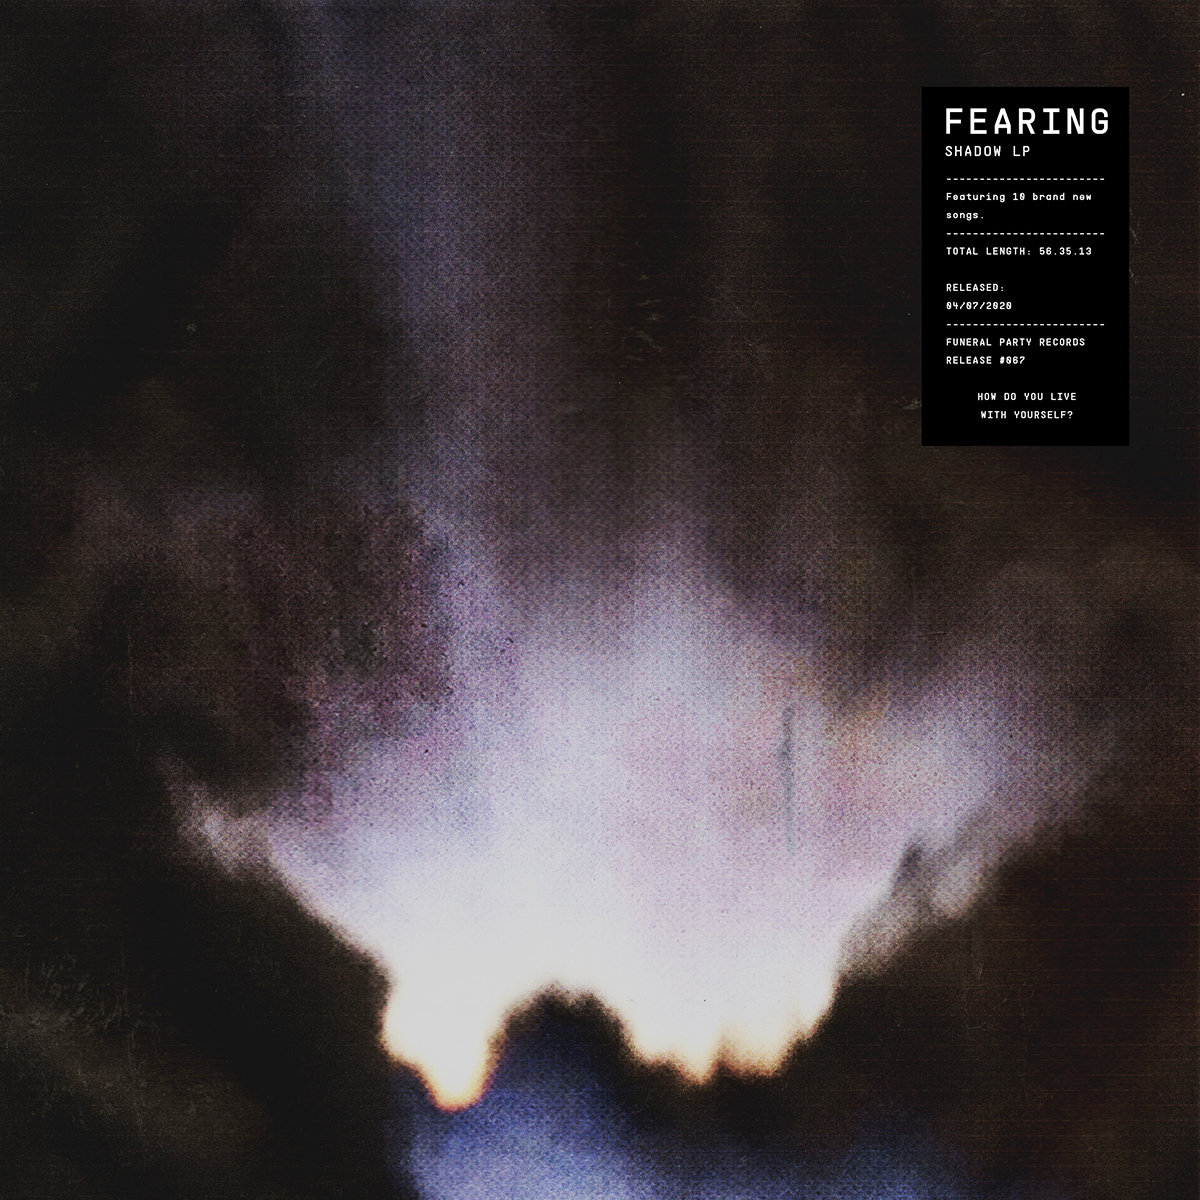 FEARING
SHADOW LP
------------------------
Featuring 10 brand new
songs.
------------------------
TOTAL LENGTH: 56.35.13
RELEASED:
04/07/2020
------------------------
FUNERAL PARTY RECORDS
RELEASE #067
HOW DO YOU LIVE
WITH YOURSELF?